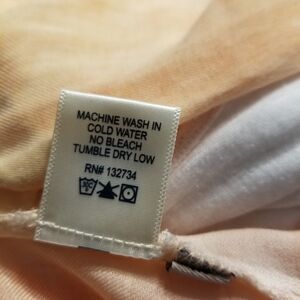 MACHINE WASH IN
COLD WATER
NO BLEACH
TUMBLE DRY LOW
RN# 132734